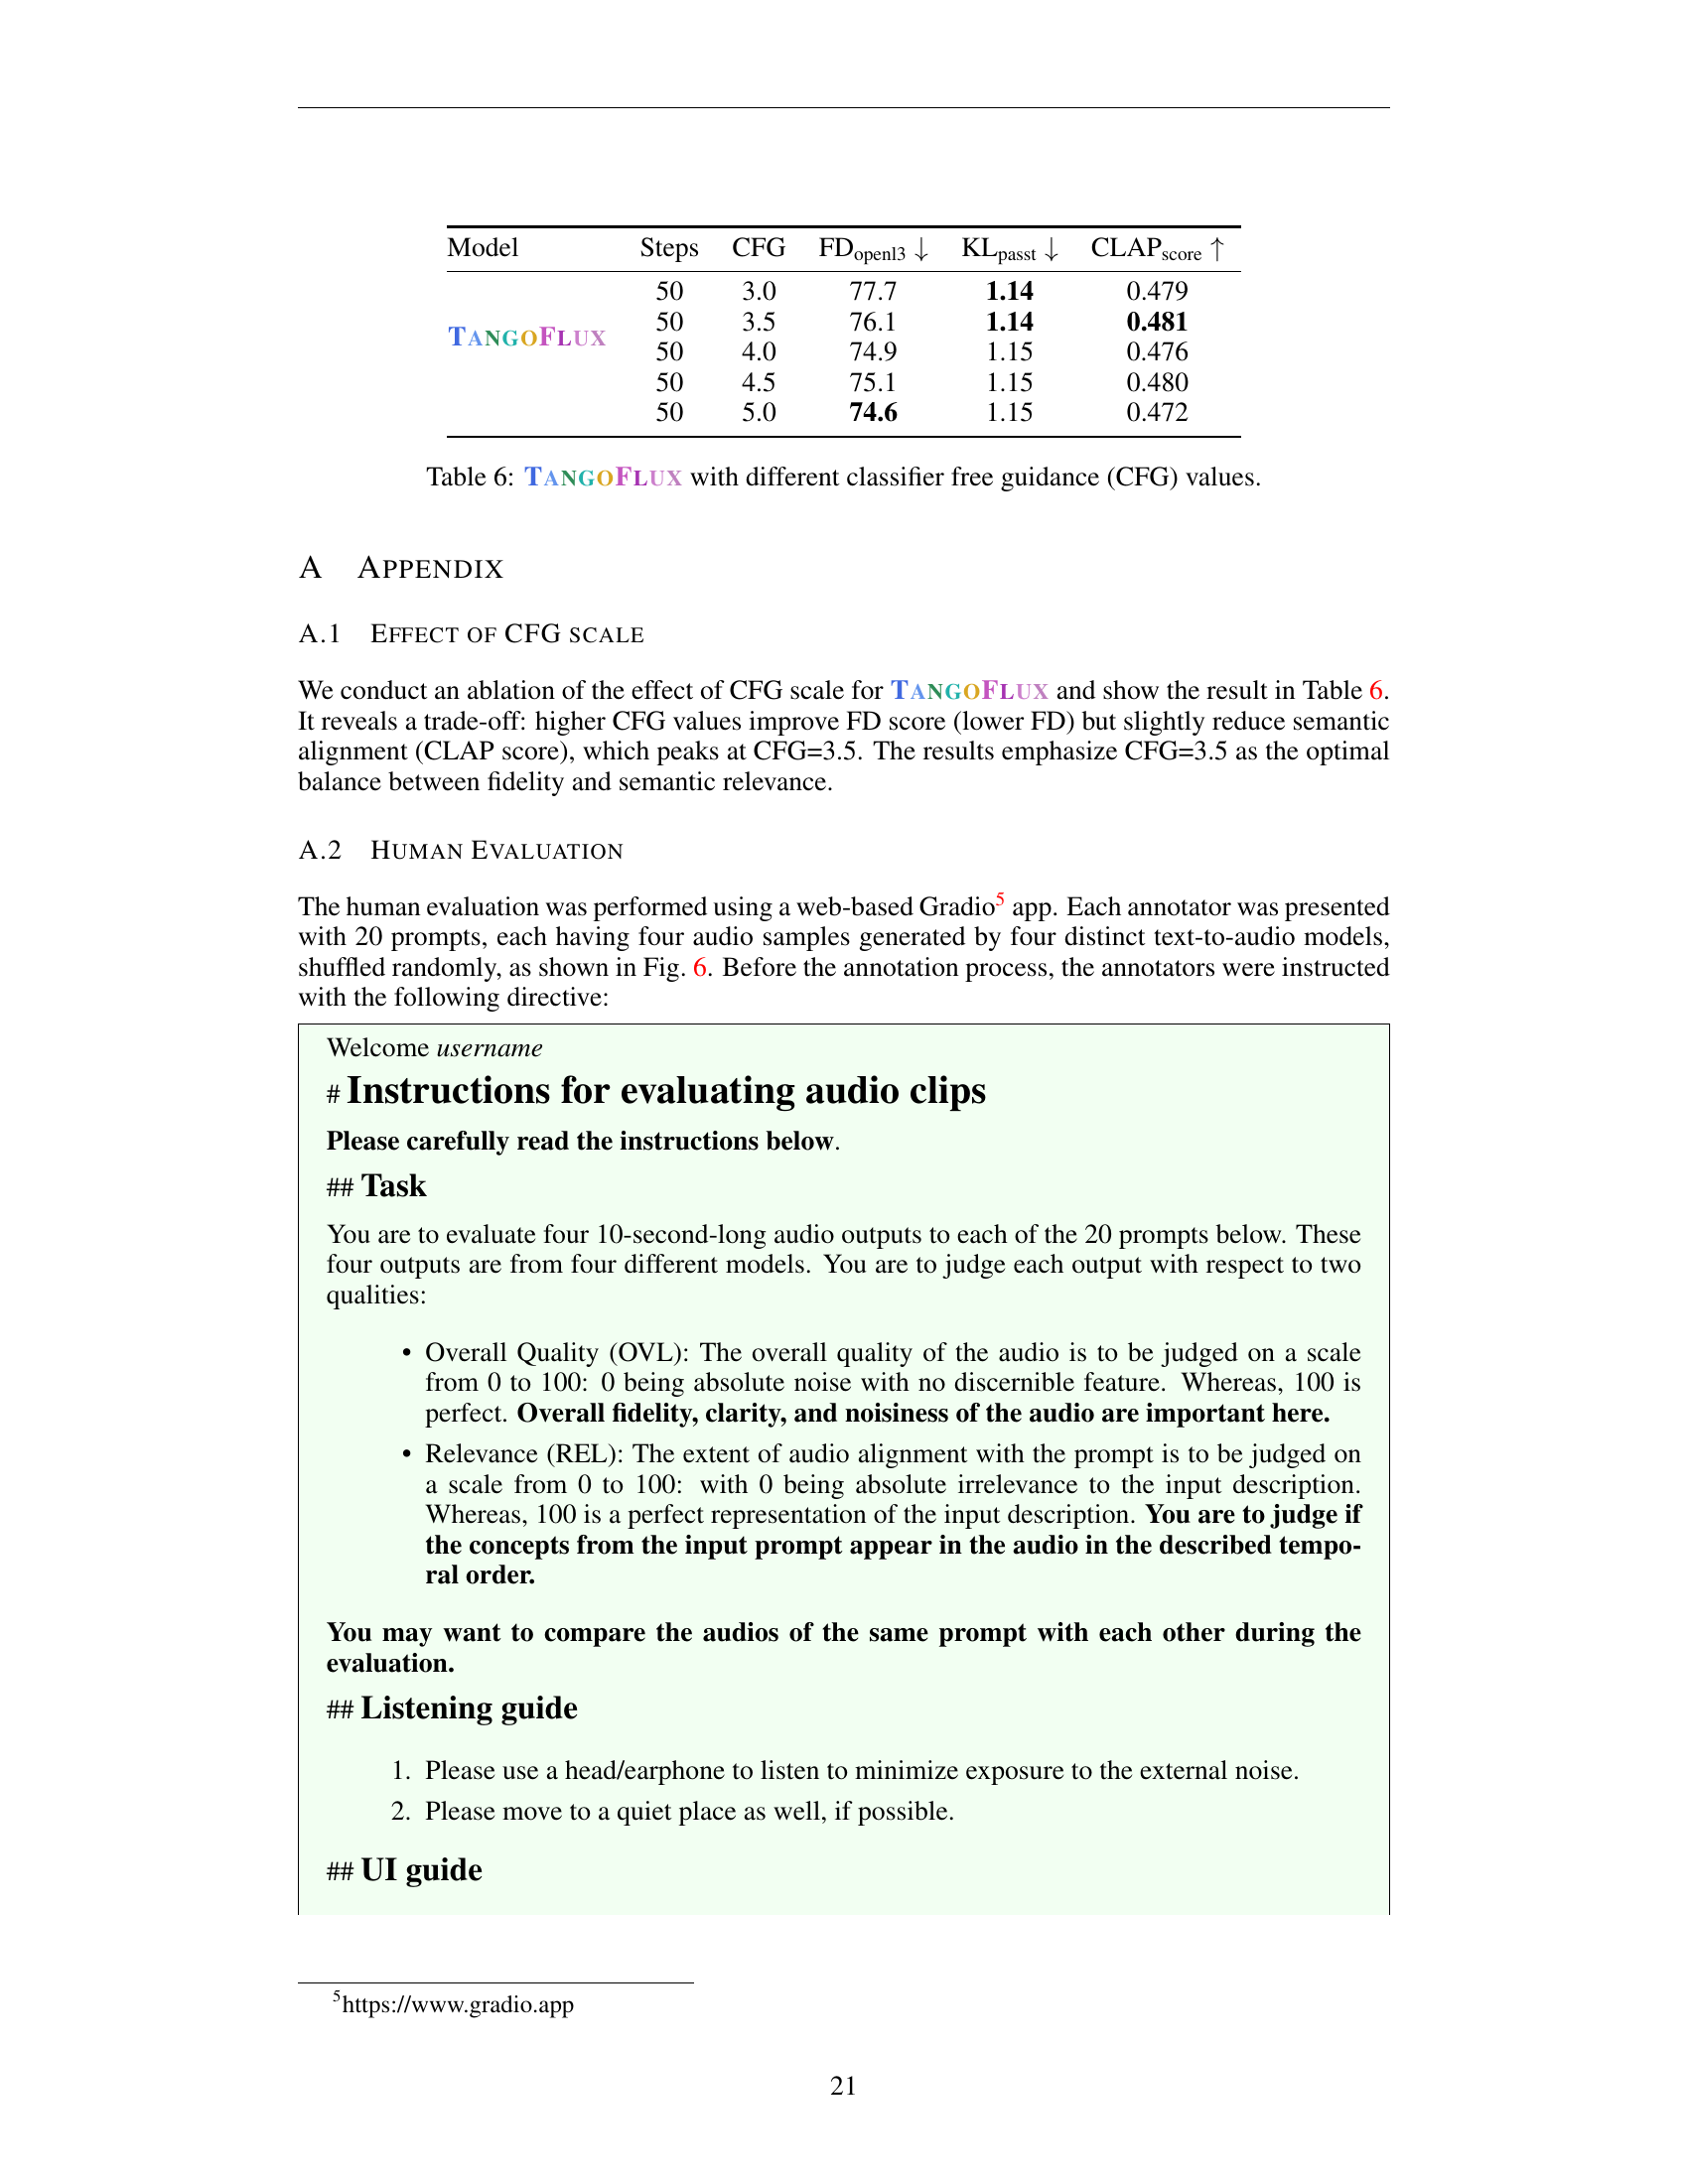 Model Steps CFG FDopenl3 ↓ KLpasst ↓ CLAPscore ↑
50 3.0 77.7 1.14 0.479
50 3.5 76.1 1.14 0.481
TANGOFLUX
50 4.0 74.9 1.15 0.476
50 4.5 75.1 1.15 0.480
50 5.0 74.6 1.15 0.472
Table 6: TANGOFLUX with different classifier free guidance (CFG) values.
A APPENDIX
A.1 EFFECT OF CFG SCALE
We conduct an ablation of the effect of CFG scale for TANGOFLUX and show the result in Table 6.
It reveals a trade-off: higher CFG values improve FD score (lower FD) but slightly reduce semantic
alignment (CLAP score), which peaks at CFG=3.5. The results emphasize CFG=3.5 as the optimal
balance between fidelity and semantic relevance.
A.2 HUMAN EVALUATION
The human evaluation was performed using a web-based Gradio5 app. Each annotator was presented
with 20 prompts, each having four audio samples generated by four distinct text-to-audio models,
shuffled randomly, as shown in Fig. 6. Before the annotation process, the annotators were instructed
with the following directive:
Welcome username
# Instructions for evaluating audio clips
Please carefully read the instructions below.
## Task
You are to evaluate four 10-second-long audio outputs to each of the 20 prompts below. These
four outputs are from four different models. You are to judge each output with respect to two
qualities:
• Overall Quality (OVL): The overall quality of the audio is to be judged on a scale
from 0 to 100: 0 being absolute noise with no discernible feature. Whereas, 100 is
perfect. Overall fidelity, clarity, and noisiness of the audio are important here.
• Relevance (REL): The extent of audio alignment with the prompt is to be judged on
a scale from 0 to 100: with 0 being absolute irrelevance to the input description.
Whereas, 100 is a perfect representation of the input description. You are to judge if
the concepts from the input prompt appear in the audio in the described tempo-
ral order.
You may want to compare the audios of the same prompt with each other during the
evaluation.
## Listening guide
1. Please use a head/earphone to listen to minimize exposure to the external noise.
2. Please move to a quiet place as well, if possible.
## UI guide
5https://www.gradio.app
21